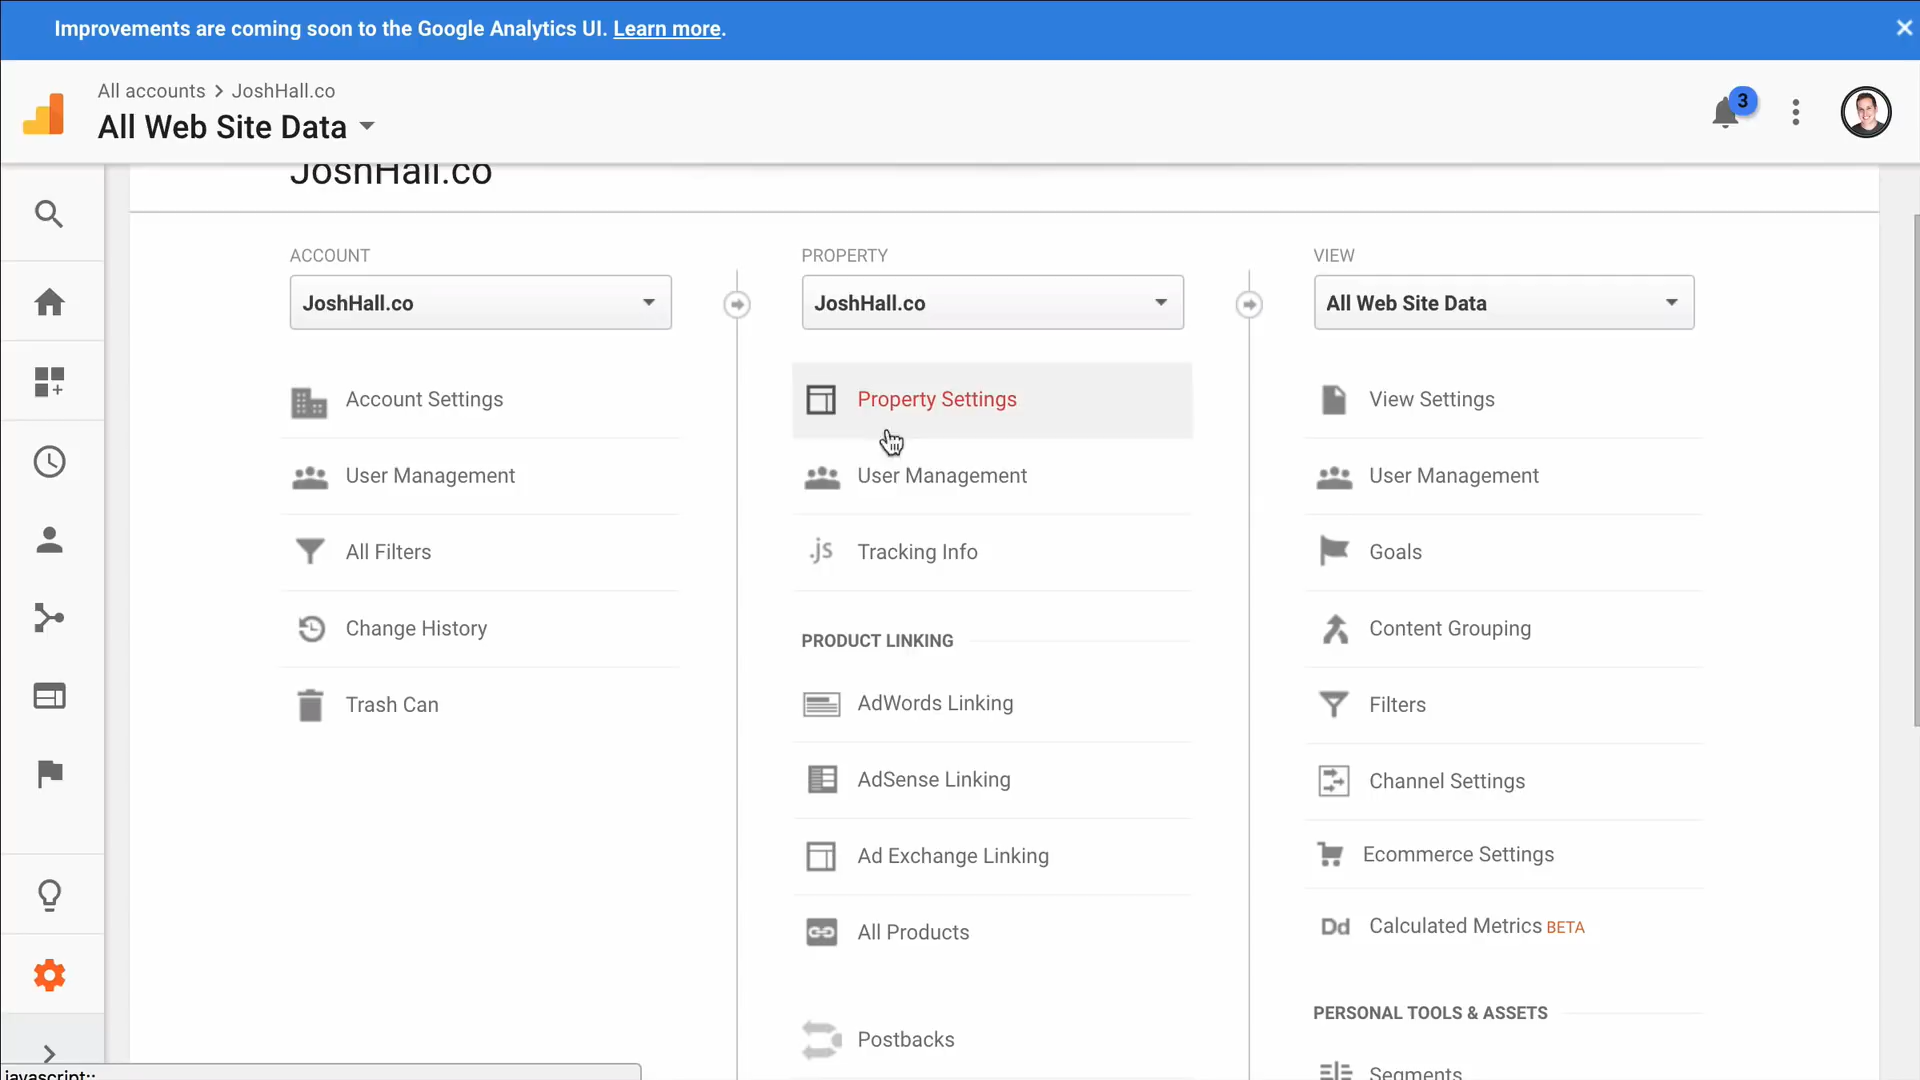 Improvements are coming soon to the Google Analytics UI. Learn more.
All accounts > JoshHall.co
All Web Site Data
3
JoshHall.co
ACCOUNT
JoshHall.co
Account Settings
User Management
All Filters
Change History
Trash Can
PROPERTY
JoshHall.co
Property Settings
User Management
.js Tracking Info
PRODUCT LINKING
AdWords Linking
AdSense Linking
Ad Exchange Linking
All Products
Postbacks
VIEW
All Web Site Data
View Settings
User Management
Goals
Content Grouping
Filters
Channel Settings
Ecommerce Settings
Dd Calculated Metrics BETA
PERSONAL TOOLS & ASSETS
Segments
javascript:;